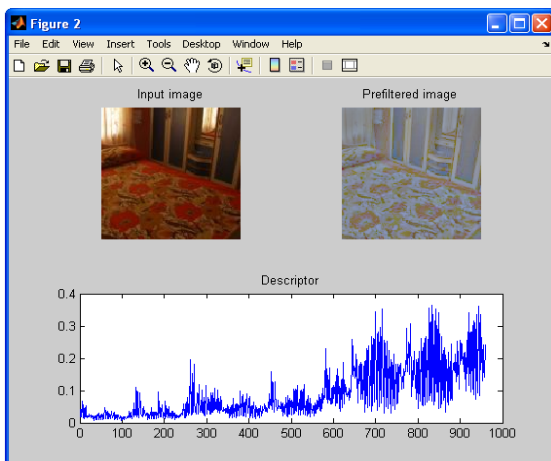 Figure 2
File Edit View Insert Tools Desktop Window Help
Input image
Prefiltered image
Descriptor
0.4
0.3
0.2
0.1
0
0 100 200 300 400 500 600 700 800 900 1000